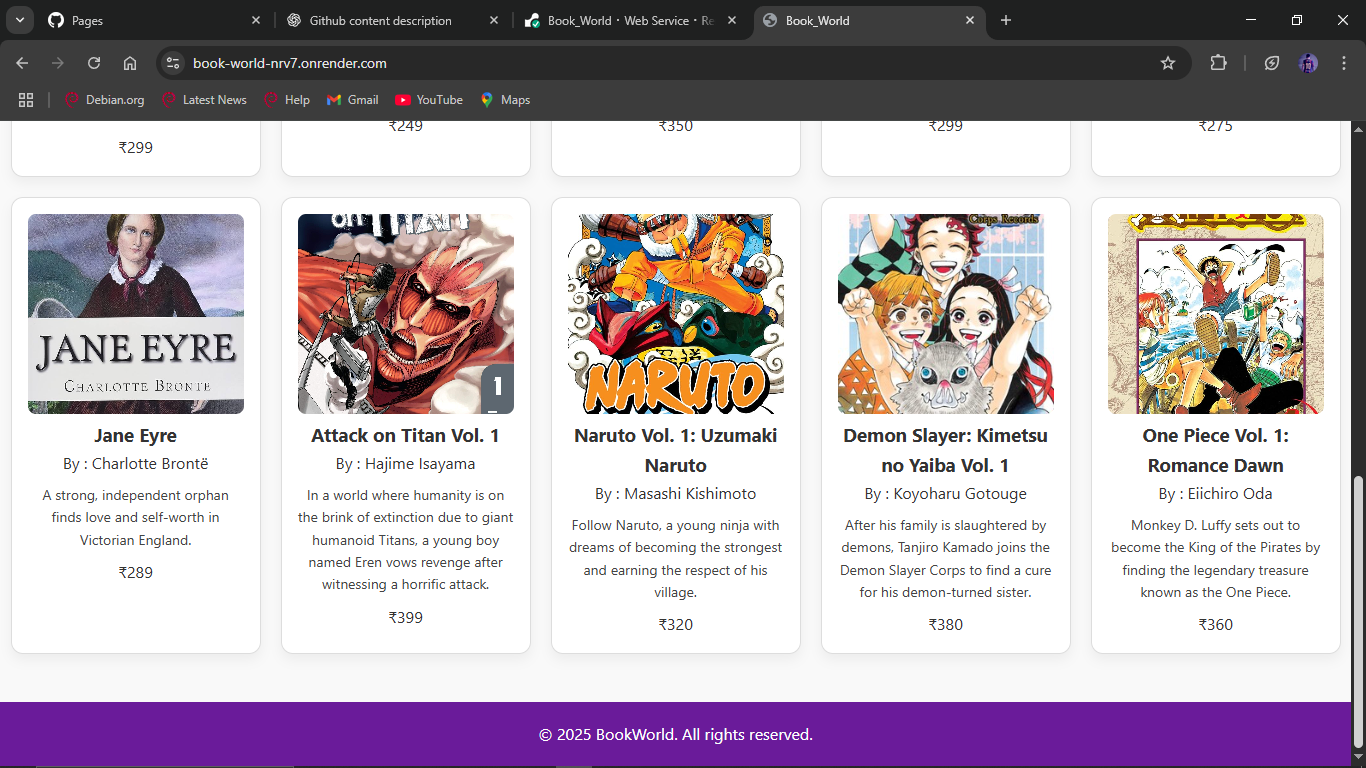 Pages
Github content description
Book_World · Web Service · Re
Book_World
book-world-nrv7.onrender.com
Debian.org
Latest News
Help
Gmail
YouTube
Maps
₹299
₹249
₹350
₹299
₹275
JANE EYRE
CHARLOTTE BRONTË
Jane Eyre
By : Charlotte Brontë
A strong, independent orphan
finds love and self-worth in
Victorian England.
₹289
on TITAN
1
Attack on Titan Vol. 1
By : Hajime Isayama
In a world where humanity is on
the brink of extinction due to giant
humanoid Titans, a young boy
named Eren vows revenge after
witnessing a horrific attack.
₹399
NARUTO
Naruto Vol. 1: Uzumaki
Naruto
By : Masashi Kishimoto
Follow Naruto, a young ninja with
dreams of becoming the strongest
and earning the respect of his
village.
₹320
Corps Records
Demon Slayer: Kimetsu
no Yaiba Vol. 1
By : Koyoharu Gotouge
After his family is slaughtered by
demons, Tanjiro Kamado joins the
Demon Slayer Corps to find a cure
for his demon-turned sister.
₹380
One Piece Vol. 1:
Romance Dawn
By : Eiichiro Oda
Monkey D. Luffy sets out to
become the King of the Pirates by
finding the legendary treasure
known as the One Piece.
₹360
© 2025 BookWorld. All rights reserved.